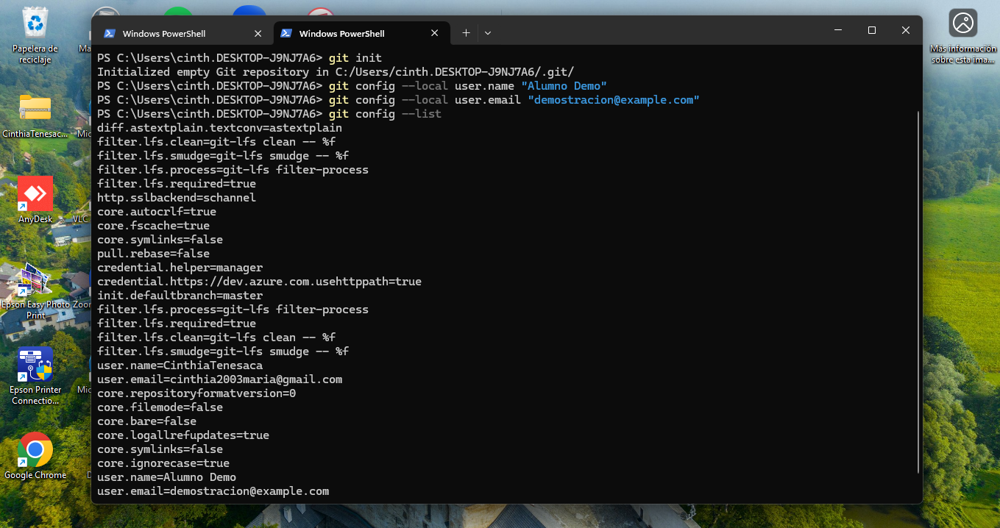 Papelera de
reciclaje
CinthiaTenesac...
AnyDesk
VLC
Epson Easy Photo
Print
Zoor
Epson Printer
Connectio...
Google Chrome
Más información
sobre esta ima...
Windows PowerShell
Windows PowerShell
PS C:\Users\cinth.DESKTOP-J9NJ7A6> git init
Initialized empty Git repository in C:/Users/cinth.DESKTOP-J9NJ7A6/.git/
PS C:\Users\cinth.DESKTOP-J9NJ7A6> git config --local user.name "Alumno Demo"
PS C:\Users\cinth.DESKTOP-J9NJ7A6> git config --local user.email "demostracion@example.com"
PS C:\Users\cinth.DESKTOP-J9NJ7A6> git config --list
diff.astextplain.textconv=astextplain
filter.lfs.clean=git-lfs clean -- %f
filter.lfs.smudge=git-lfs smudge -- %f
filter.lfs.process=git-lfs filter-process
filter.lfs.required=true
http.sslbackend=schannel
core.autocrlf=true
core.fscache=true
core.symlinks=false
pull.rebase=false
credential.helper=manager
credential.https://dev.azure.com.usehttppath=true
init.defaultbranch=master
filter.lfs.process=git-lfs filter-process
filter.lfs.required=true
filter.lfs.clean=git-lfs clean -- %f
filter.lfs.smudge=git-lfs smudge -- %f
user.name=CinthiaTenesaca
user.email=cinthia2003maria@gmail.com
core.repositoryformatversion=0
core.filemode=false
core.bare=false
core.logallrefupdates=true
core.symlinks=false
core.ignorecase=true
user.name=Alumno Demo
user.email=demostracion@example.com